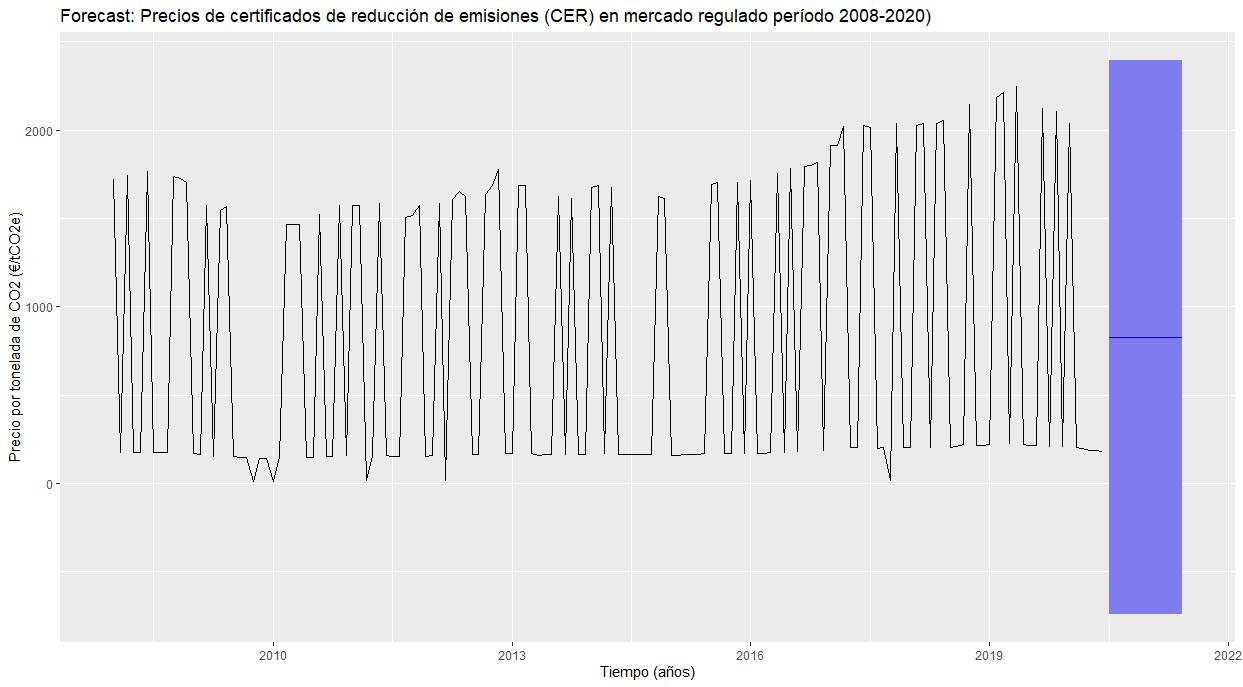 Forecast: Precios de certificados de reducción de emisiones (CER) en mercado regulado período 2008-2020)
Precio por tonelada de CO2 (€/tCO2e)
2000
1000
0
2010
2013
2016
2019
2022
Tiempo (años)